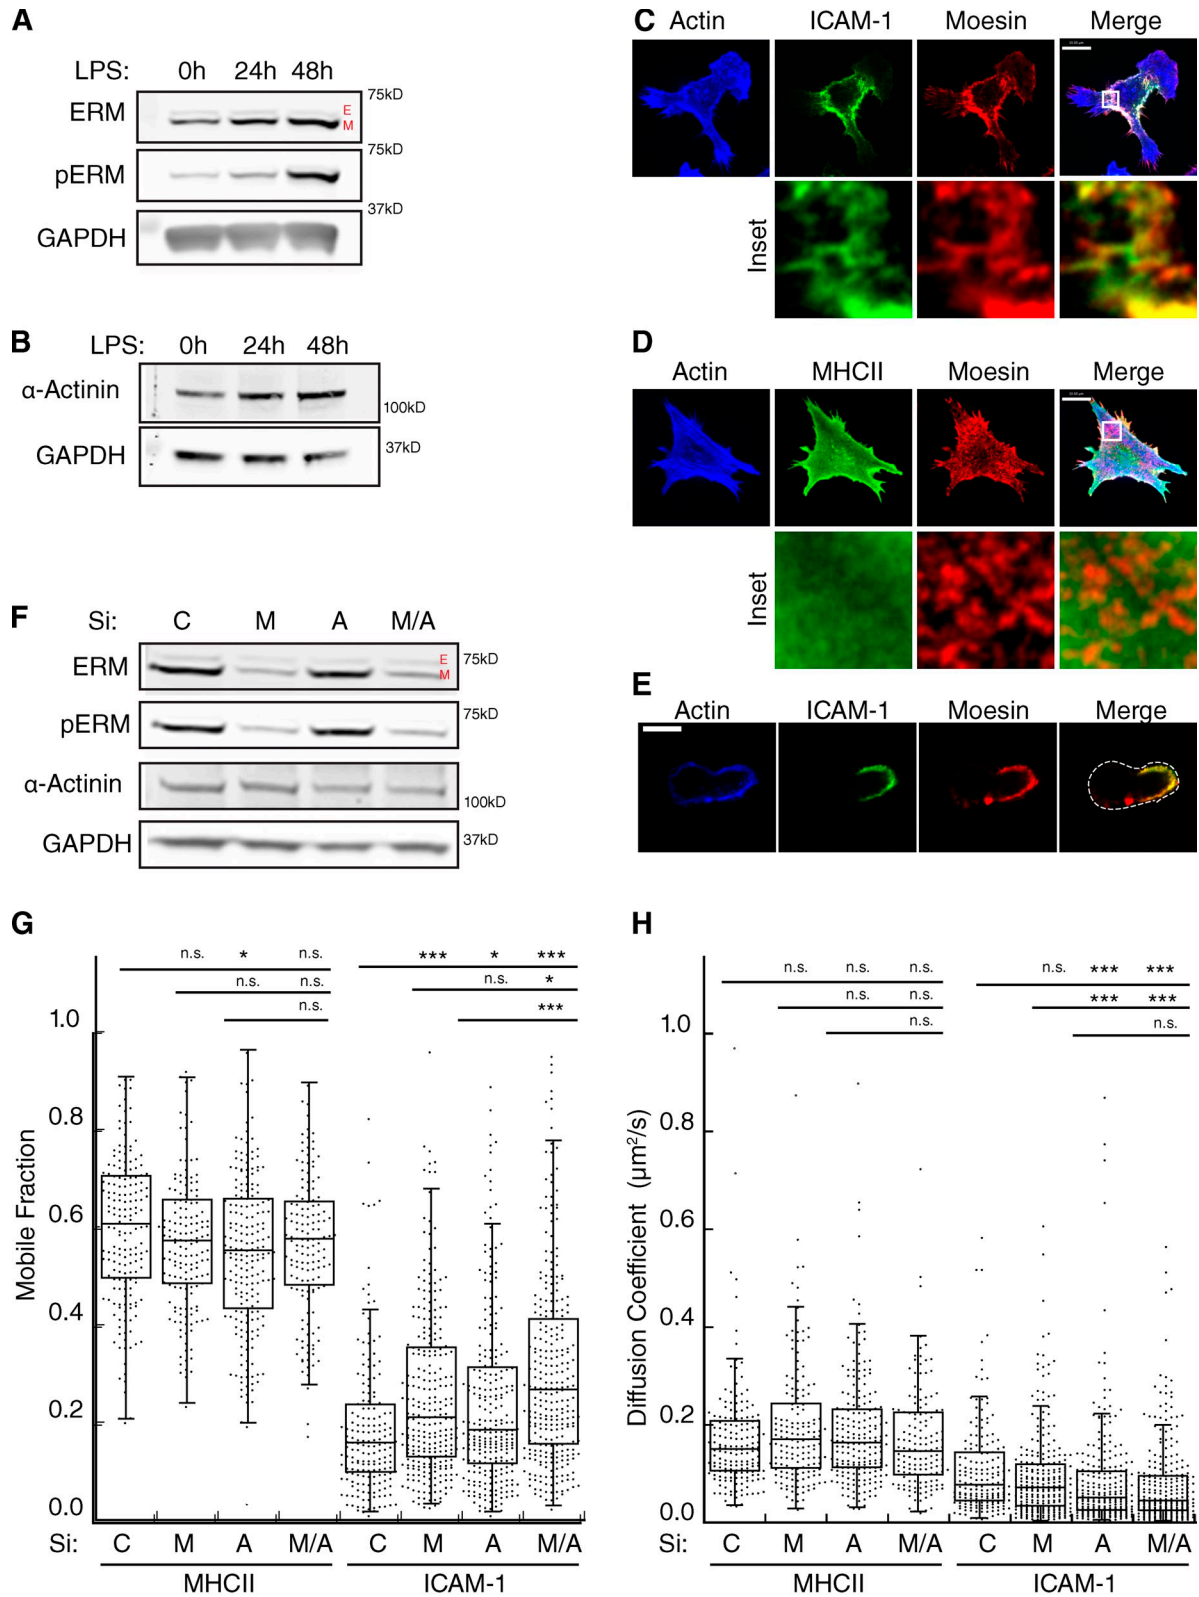 A
LPS: 0h 24h 48h
ERM
75kD
E
M
pERM
75kD
GAPDH
37kD
B
LPS: 0h 24h 48h
α-Actinin
100kD
GAPDH
37kD
C
Actin ICAM-1 Moesin Merge
Inset
D
Actin MHCII Moesin Merge
Inset
E
Actin ICAM-1 Moesin Merge
F
Si: C M A M/A
ERM
E
M
75kD
pERM
75kD
α-Actinin
100kD
GAPDH
37kD
G
n.s. * n.s. *** * ***
n.s. n.s. n.s. *
n.s. ***
Mobile Fraction
1.0
0.8
0.6
0.4
0.2
0.0
Si: C M A M/A C M A M/A
MHCII ICAM-1
H
n.s. n.s. n.s. n.s. *** ***
n.s. n.s. *** ***
n.s. n.s.
Diffusion Coefficient (µm²/s)
1.0
0.8
0.6
0.4
0.2
0.0
Si: C M A M/A C M A M/A
MHCII ICAM-1